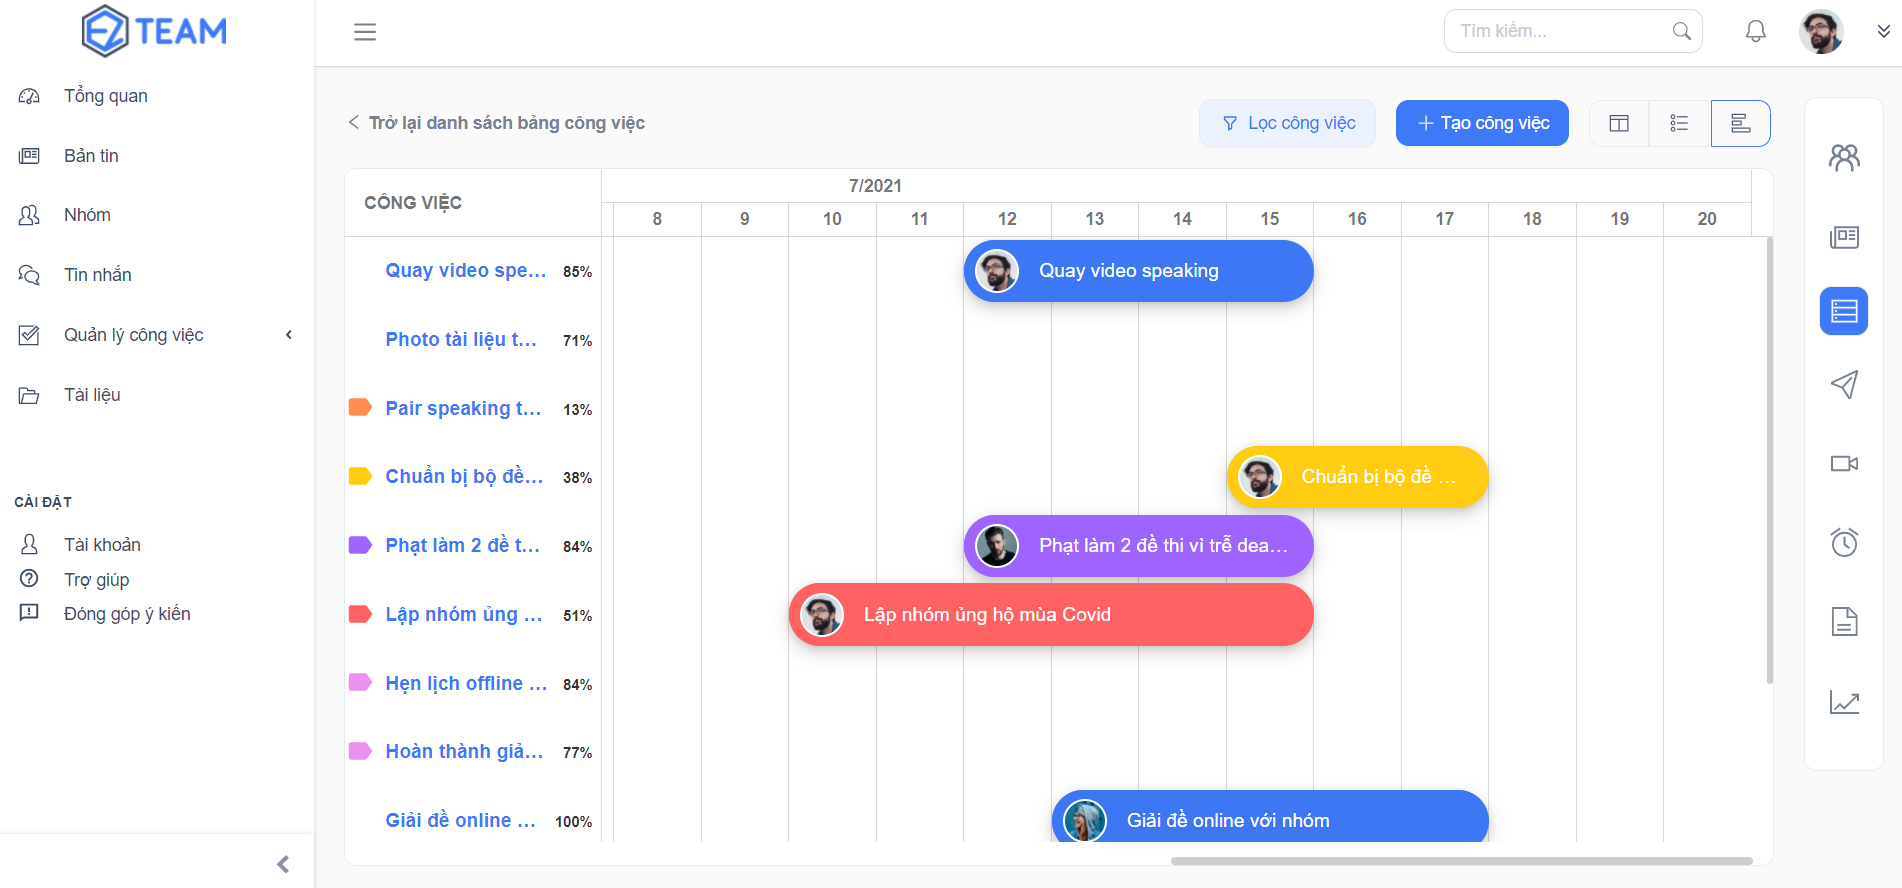 EZ TEAM
Tổng quan
Bản tin
Nhóm
Tin nhắn
Quản lý công việc
Tài liệu
CÀI ĐẶT
Tài khoản
Trợ giúp
Đóng góp ý kiến
Tìm kiếm...
Trở lại danh sách bảng công việc
Lọc công việc
Tạo công việc
CÔNG VIỆC
7/2021
8 9 10 11 12 13 14 15 16 17 18 19 20
Quay video spe... 85%
Quay video speaking
Photo tài liệu t... 71%
Pair speaking t... 13%
Chuẩn bị bộ đề... 38%
Chuẩn bị bộ đề ...
Phạt làm 2 đề t... 84%
Phạt làm 2 đề thi vì trễ dea...
Lập nhóm ủng ... 51%
Lập nhóm ủng hộ mùa Covid
Hẹn lịch offline ... 84%
Hoàn thành giả... 77%
Giải đề online ... 100%
Giải đề online với nhóm